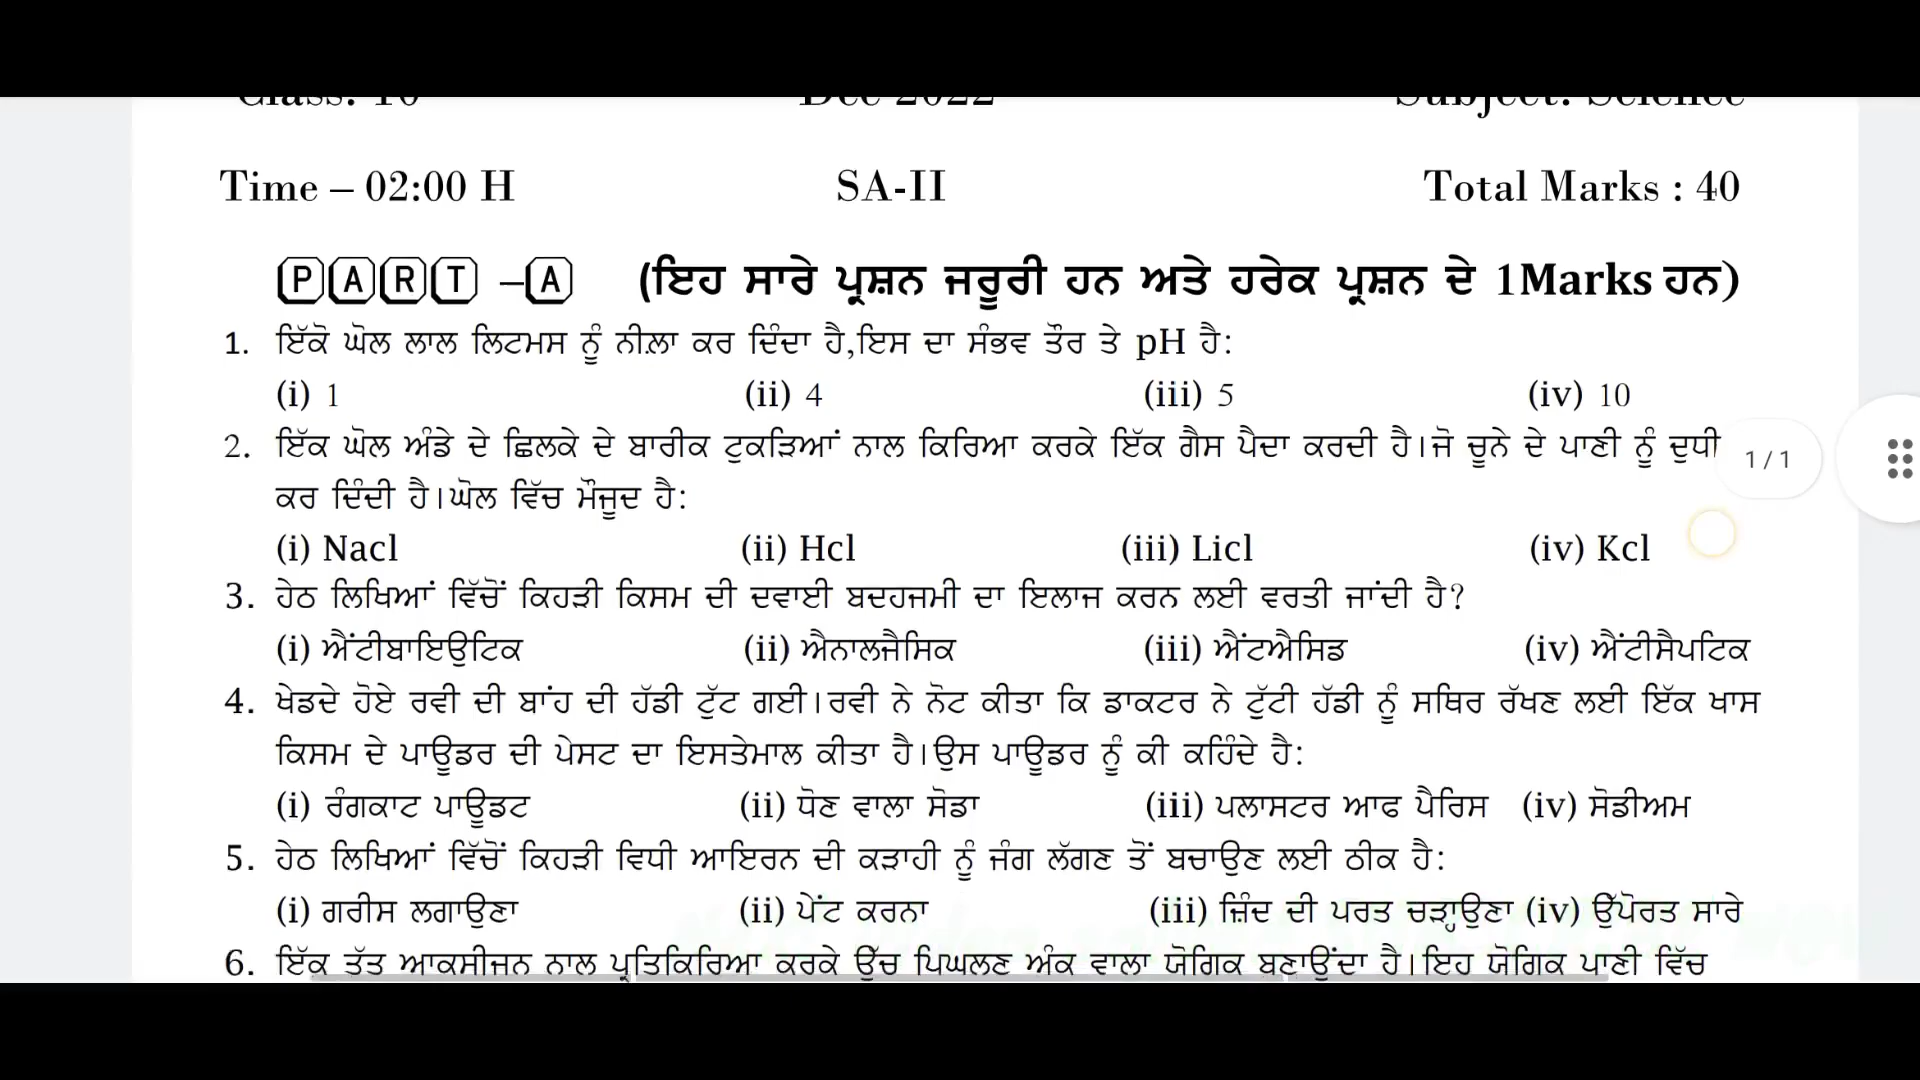 Class: 10 Dec 2022 Subject: Science
Time – 02:00 H SA-II Total Marks : 40
PART –A (ਇਹ ਸਾਰੇ ਪ੍ਰਸ਼ਨ ਜਰੂਰੀ ਹਨ ਅਤੇ ਹਰੇਕ ਪ੍ਰਸ਼ਨ ਦੇ 1Marks ਹਨ)
1. ਇੱਕੋ ਘੋਲ ਲਾਲ ਲਿਟਮਸ ਨੂੰ ਨੀਲਾ ਕਰ ਦਿੰਦਾ ਹੈ,ਇਸ ਦਾ ਸੰਭਵ ਤੌਰ ਤੇ pH ਹੈ:
(i) 1 (ii) 4 (iii) 5 (iv) 10
2. ਇੱਕ ਘੋਲ ਅੰਡੇ ਦੇ ਛਿਲਕੇ ਦੇ ਬਾਰੀਕ ਟੁਕੜਿਆਂ ਨਾਲ ਕਿਰਿਆ ਕਰਕੇ ਇੱਕ ਗੈਸ ਪੈਦਾ ਕਰਦੀ ਹੈ।ਜੋ ਚੂਨੇ ਦੇ ਪਾਣੀ ਨੂੰ ਦੁਧੀ
1 / 1
ਕਰ ਦਿੰਦੀ ਹੈ।ਘੋਲ ਵਿੱਚ ਮੌਜੂਦ ਹੈ:
(i) Nacl (ii) Hcl (iii) Licl (iv) Kcl
3. ਹੇਠ ਲਿਖਿਆਂ ਵਿੱਚੋਂ ਕਿਹੜੀ ਕਿਸਮ ਦੀ ਦਵਾਈ ਬਦਹਜਮੀ ਦਾ ਇਲਾਜ ਕਰਨ ਲਈ ਵਰਤੀ ਜਾਂਦੀ ਹੈ?
(i) ਐਂਟੀਬਾਇਉਟਿਕ (ii) ਐਨਾਲਜੈਸਿਕ (iii) ਐਂਟਐਸਿਡ (iv) ਐਂਟੀਸੈਪਟਿਕ
4. ਖੇਡਦੇ ਹੋਏ ਰਵੀ ਦੀ ਬਾਂਹ ਦੀ ਹੱਡੀ ਟੁੱਟ ਗਈ।ਰਵੀ ਨੇ ਨੋਟ ਕੀਤਾ ਕਿ ਡਾਕਟਰ ਨੇ ਟੁੱਟੀ ਹੱਡੀ ਨੂੰ ਸਥਿਰ ਰੱਖਣ ਲਈ ਇੱਕ ਖਾਸ
ਕਿਸਮ ਦੇ ਪਾਊਡਰ ਦੀ ਪੇਸਟ ਦਾ ਇਸਤੇਮਾਲ ਕੀਤਾ ਹੈ।ਉਸ ਪਾਊਡਰ ਨੂੰ ਕੀ ਕਹਿੰਦੇ ਹੈ:
(i) ਰੰਗਕਾਟ ਪਾਊਡਟ (ii) ਧੋਣ ਵਾਲਾ ਸੋਡਾ (iii) ਪਲਾਸਟਰ ਆਫ ਪੈਰਿਸ (iv) ਸੋਡੀਅਮ
5. ਹੇਠ ਲਿਖਿਆਂ ਵਿੱਚੋਂ ਕਿਹੜੀ ਵਿਧੀ ਆਇਰਨ ਦੀ ਕੜਾਹੀ ਨੂੰ ਜੰਗ ਲੱਗਣ ਤੋਂ ਬਚਾਉਣ ਲਈ ਠੀਕ ਹੈ:
(i) ਗਰੀਸ ਲਗਾਉਣਾ (ii) ਪੇਂਟ ਕਰਨਾ (iii) ਜ਼ਿੰਦ ਦੀ ਪਰਤ ਚੜ੍ਹਾਉਣਾ (iv) ਉੱਪੋਰਤ ਸਾਰੇ
6. ਇੱਕ ਤੱਤ ਆਕਸੀਜਨ ਨਾਲ ਪ੍ਰਤਿਕਿਰਿਆ ਕਰਕੇ ਉੱਚ ਪਿਘਲਣ ਅੰਕ ਵਾਲਾ ਯੋਗਿਕ ਬਣਾਉਂਦਾ ਹੈ।ਇਹ ਯੋਗਿਕ ਪਾਣੀ ਵਿੱਚ